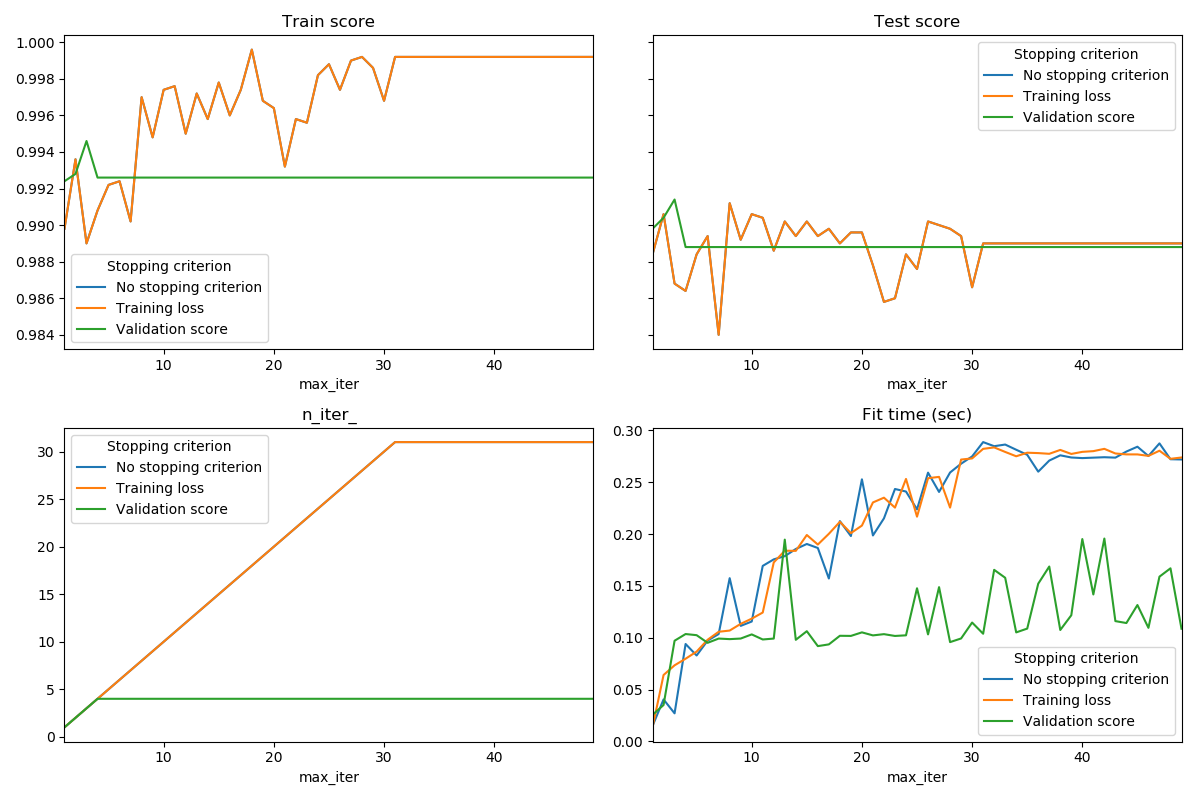 Train score
1.000
0.998
0.996
0.994
0.992
0.990
0.988
0.986
0.984
Stopping criterion
No stopping criterion
Training loss
Validation score
10
20
30
40
max_iter
Test score
Stopping criterion
No stopping criterion
Training loss
Validation score
10
20
30
40
max_iter
n_iter_
30
25
20
15
10
5
0
Stopping criterion
No stopping criterion
Training loss
Validation score
10
20
30
40
max_iter
Fit time (sec)
0.30
0.25
0.20
0.15
0.10
0.05
0.00
Stopping criterion
No stopping criterion
Training loss
Validation score
10
20
30
40
max_iter